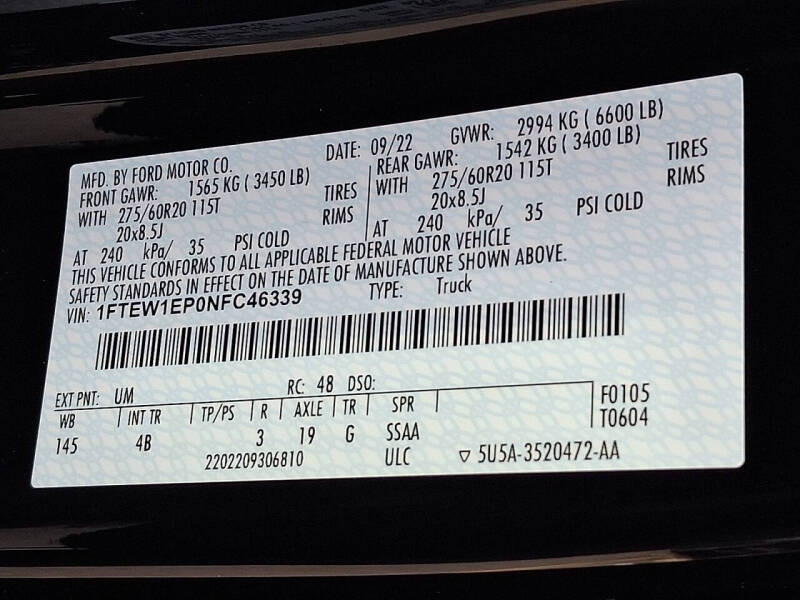 MFD. BY FORD MOTOR CO. DATE: 09/22 GVWR: 2994 KG ( 6600 LB)
FRONT GAWR: 1565 KG ( 3450 LB) REAR GAWR: 1542 KG ( 3400 LB)
WITH 275/60R20 115T TIRES WITH 275/60R20 115T TIRES
20x8.5J RIMS 20x8.5J RIMS
AT 240 kPa/ 35 PSI COLD AT 240 kPa/ 35 PSI COLD
THIS VEHICLE CONFORMS TO ALL APPLICABLE FEDERAL MOTOR VEHICLE
SAFETY STANDARDS IN EFFECT ON THE DATE OF MANUFACTURE SHOWN ABOVE.
VIN: 1FTEW1EP0NFC46339 TYPE: Truck
EXT PNT: UM RC: 48 DSO:
WB INT TR TP/PS R AXLE TR SPR F0105
145 4B 3 19 G SSAA T0604
2202209306810 ULC ▽ 5U5A-3520472-AA